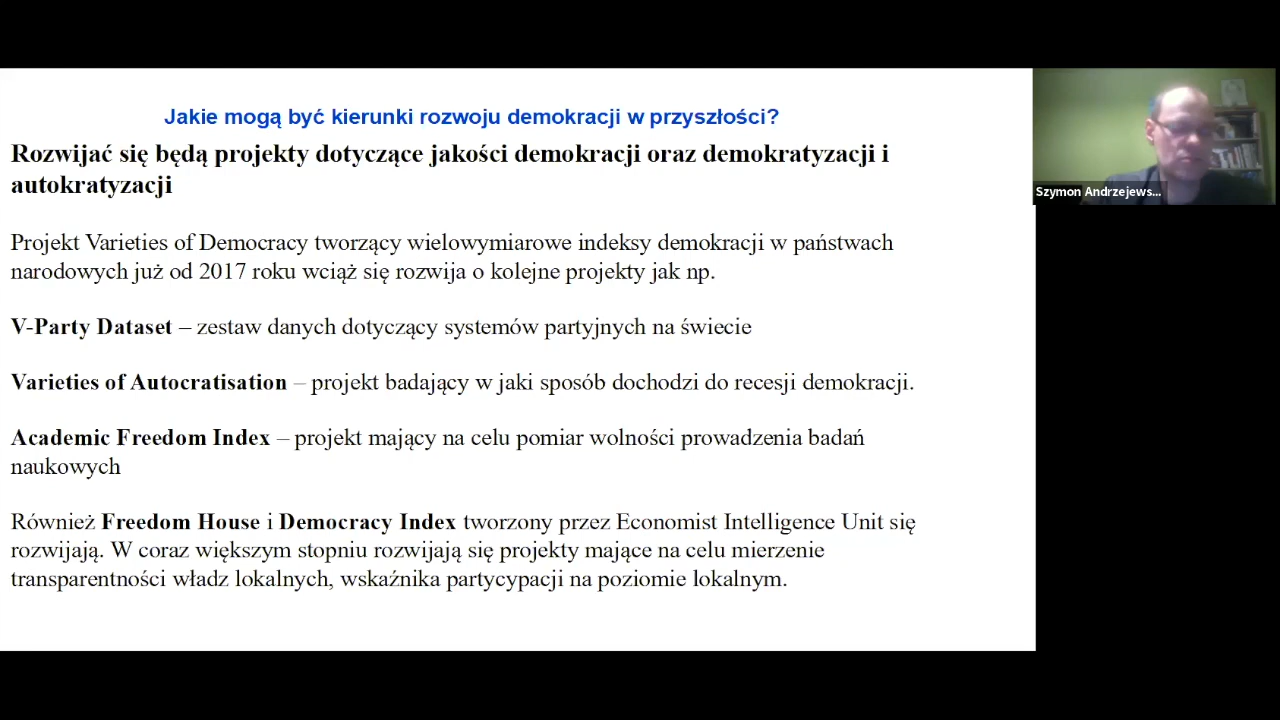 Jakie mogą być kierunki rozwoju demokracji w przyszłości?
Rozwijać się będą projekty dotyczące jakości demokracji oraz demokratyzacji i
autokratyzacji
Projekt Varieties of Democracy tworzący wielowymiarowe indeksy demokracji w państwach
narodowych już od 2017 roku wciąż się rozwija o kolejne projekty jak np.
V-Party Dataset – zestaw danych dotyczący systemów partyjnych na świecie
Varieties of Autocratisation – projekt badający w jaki sposób dochodzi do recesji demokracji.
Academic Freedom Index – projekt mający na celu pomiar wolności prowadzenia badań
naukowych
Również Freedom House i Democracy Index tworzony przez Economist Intelligence Unit się
rozwijają. W coraz większym stopniu rozwijają się projekty mające na celu mierzenie
transparentności władz lokalnych, wskaźnika partycypacji na poziomie lokalnym.
Szymon Andrzejews...